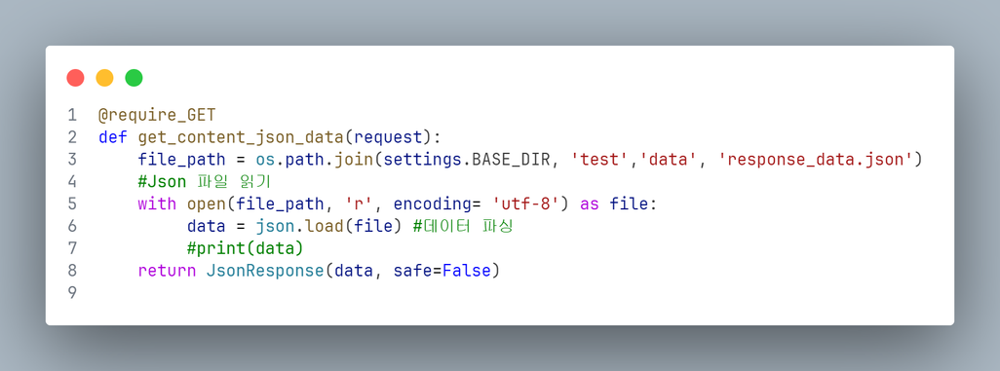 1 @require_GET
2 def get_content_json_data(request):
3     file_path = os.path.join(settings.BASE_DIR, 'test','data', 'response_data.json')
4     #Json 파일 읽기
5     with open(file_path, 'r', encoding= 'utf-8') as file:
6          data = json.load(file) #데이터 파싱
7          #print(data)
8     return JsonResponse(data, safe=False)
9